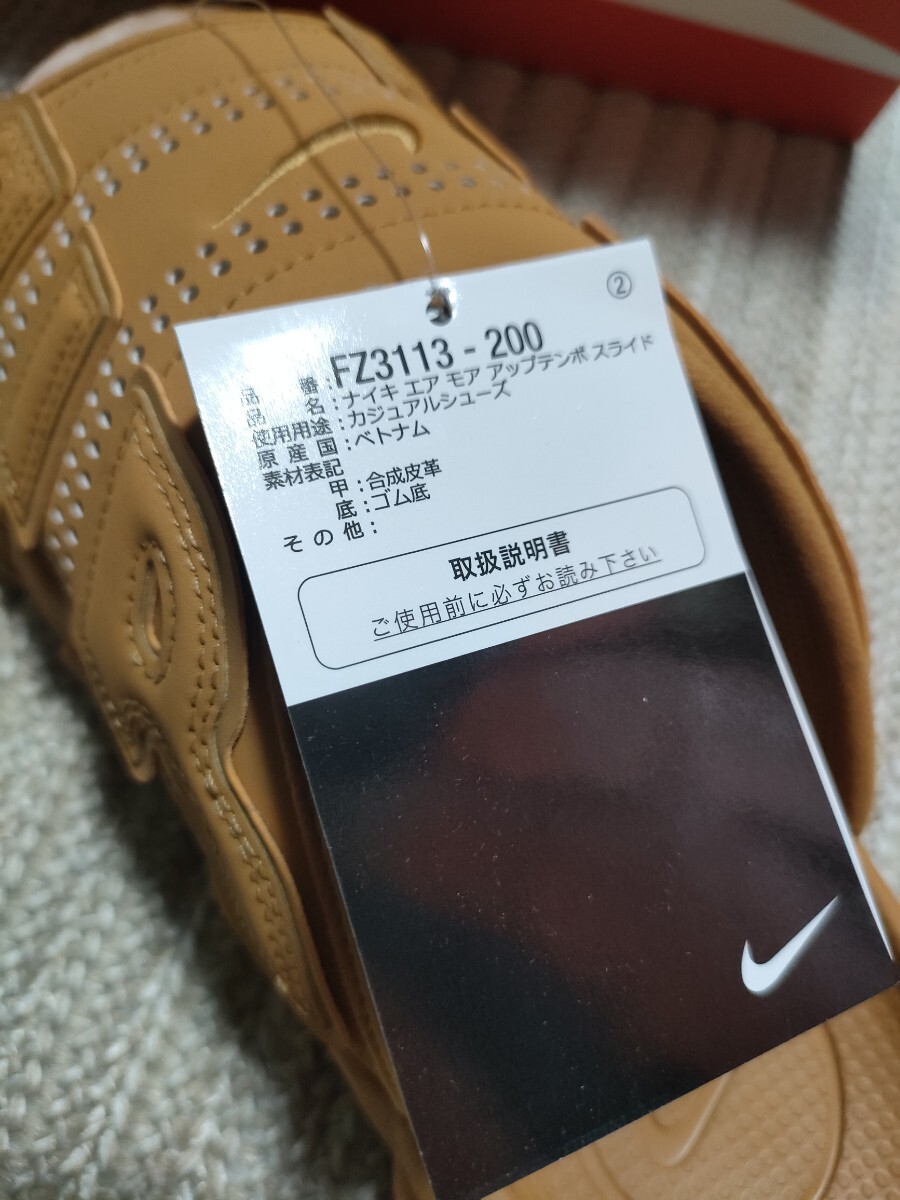 ②
品番:FZ3113-200
品名:ナイキ エア モア アップテンポ スライド
使用用途:カジュアルシューズ
原産国:ベトナム
素材表記
甲:合成皮革
底:ゴム底
その他:
取扱説明書
ご使用前に必ずお読み下さい